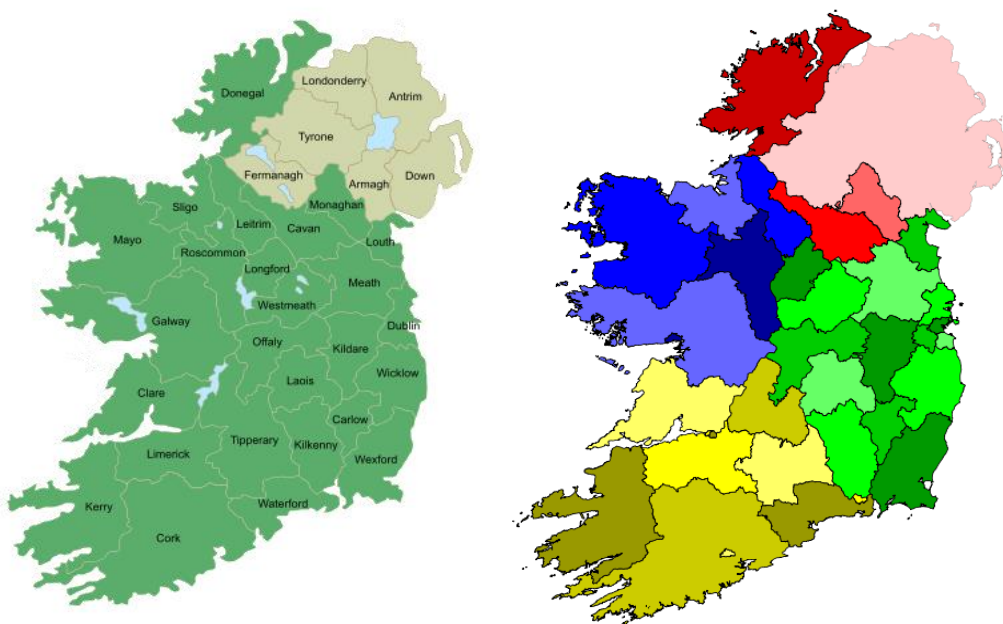 Londonderry
Donegal
Antrim
Tyrone
Fermanagh
Armagh
Down
Monaghan
Sligo
Leitrim
Cavan
Mayo
Louth
Roscommon
Longford
Meath
Westmeath
Galway
Dublin
Offaly
Kildare
Wicklow
Laois
Clare
Carlow
Tipperary
Kilkenny
Limerick
Wexford
Waterford
Kerry
Cork